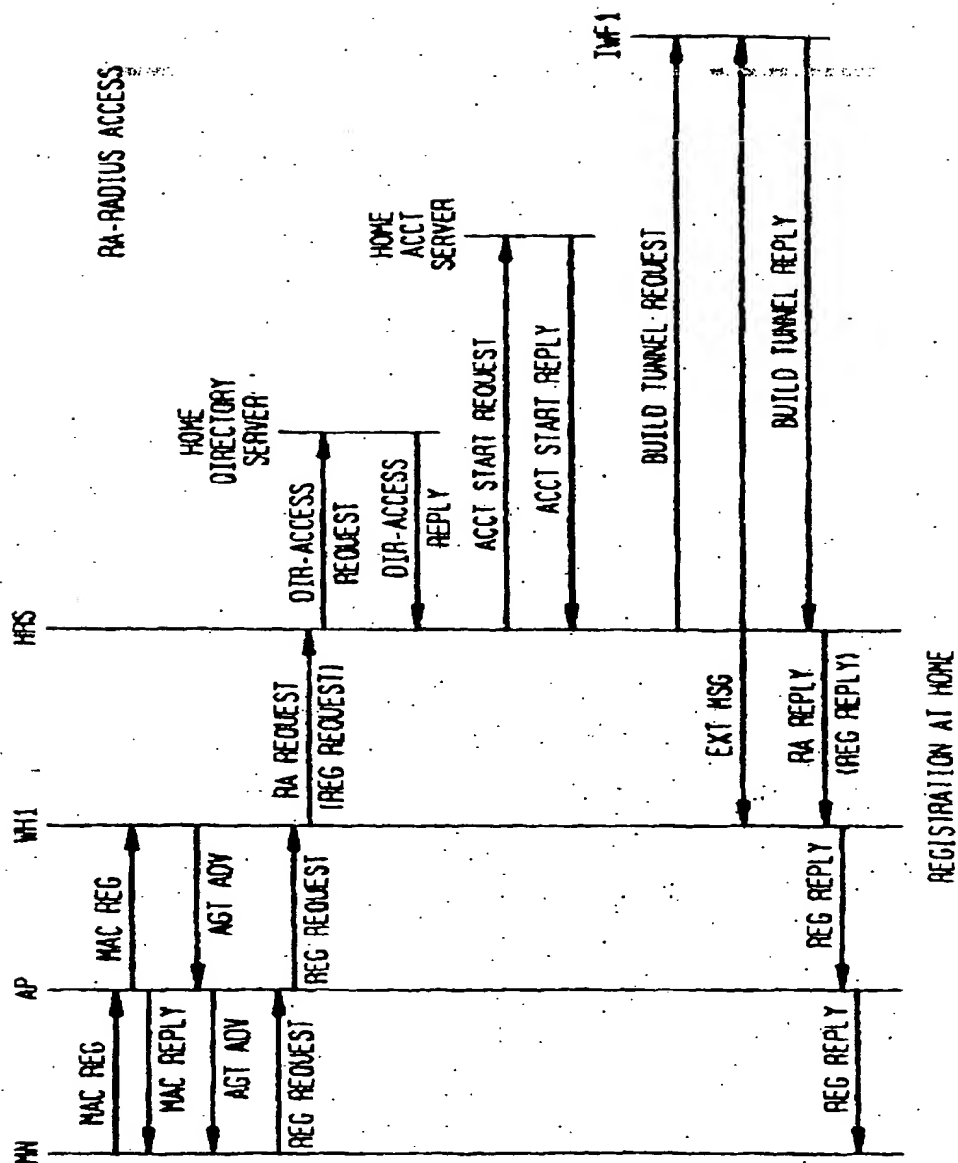 MN
AP
WH1
HRS
IWF1
RA-RADIUS ACCESS
HOME
DIRECTORY
SERVER
HOME
ACCT
SERVER
MAC REG
MAC REG
MAC REPLY
AGT ADV
AGT ADV
REG REQUEST
REG REQUEST
RA REQUEST
(REG REQUEST)
DIR-ACCESS
REQUEST
DIR-ACCESS
REPLY
ACCT START REQUEST
ACCT START REPLY
BUILD TUNNEL REQUEST
EXT MSG
BUILD TUNNEL REPLY
RA REPLY
(REG REPLY)
REG REPLY
REG REPLY
REGISTRATION AT HOME